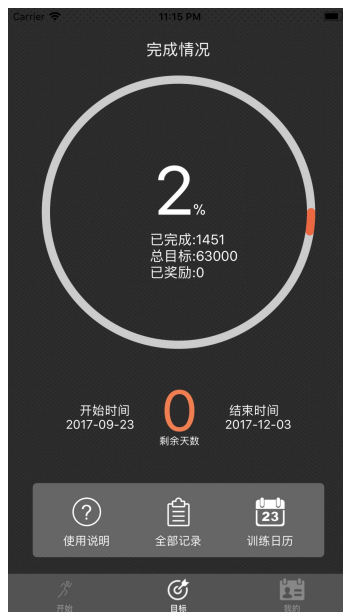 Carrier 11:15 PM
完成情况
2%
已完成:1451
总目标:63000
已奖励:0
开始时间
2017-09-23
0
剩余天数
结束时间
2017-12-03
?
使用说明
全部记录
23
训练日历
开始
目标
我的